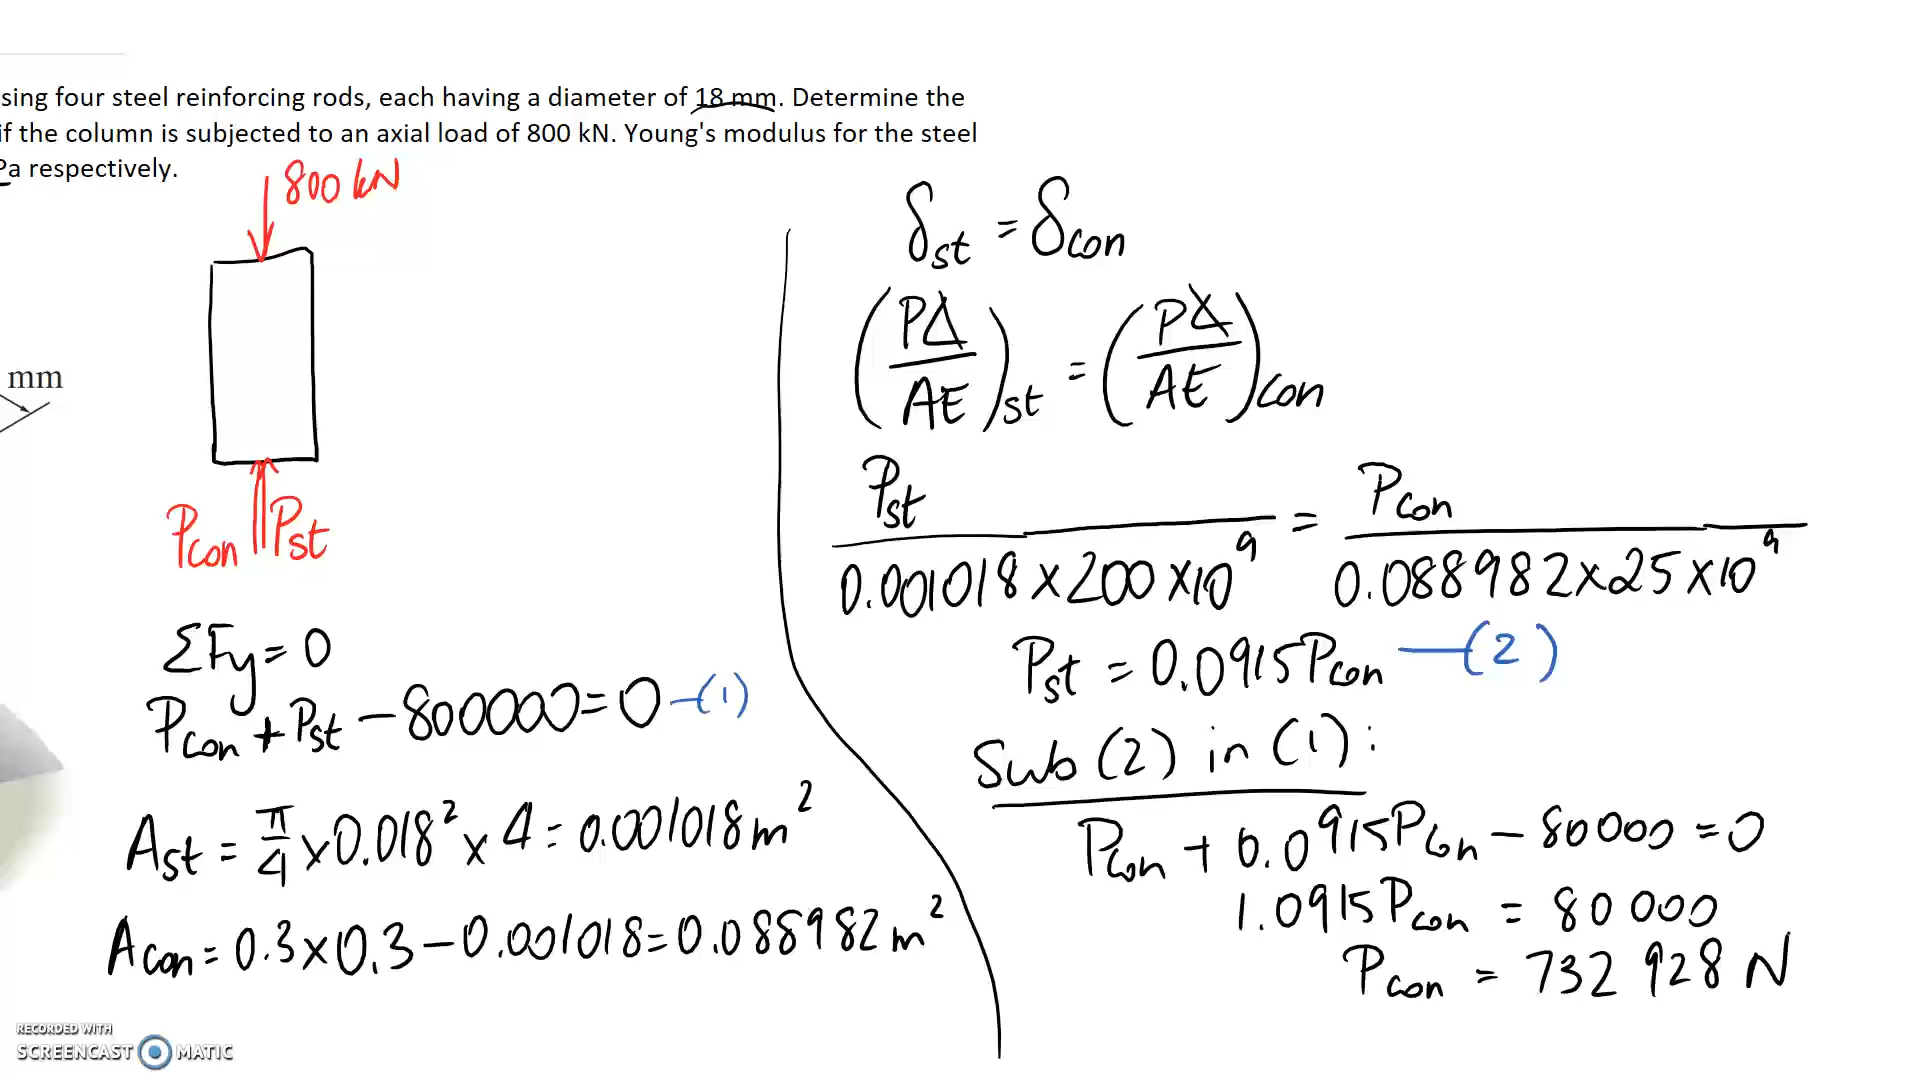 sing four steel reinforcing rods, each having a diameter of 18 mm. Determine the
if the column is subjected to an axial load of 800 kN. Young's modulus for the steel
Pa respectively.
800 kN
mm
Pcon Pst
ΣFy = 0
Pcon + Pst − 800000 = 0 —(1)
Ast = π/4 × 0.018² × 4 = 0.001018 m²
Acon = 0.3 × 0.3 − 0.001018 = 0.088982 m²
δst = δcon
(PL/AE)st = (PL/AE)con
Pst / 0.001018 × 200 × 10⁹ = Pcon / 0.088982 × 25 × 10⁹
Pst = 0.0915 Pcon —(2)
Sub (2) in (1):
Pcon + 0.0915 Pcon − 80000 = 0
1.0915 Pcon = 80 000
Pcon = 732 928 N
RECORDED WITH
SCREENCAST MATIC